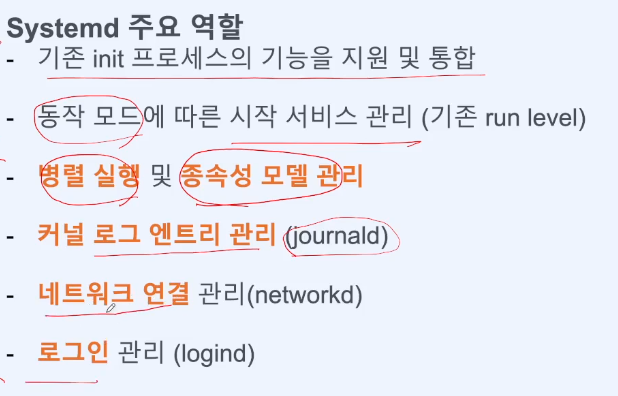 Systemd 주요 역할
- 기존 init 프로세스의 기능을 지원 및 통합
- 동작 모드에 따른 시작 서비스 관리 (기존 run level)
- 병렬 실행 및 종속성 모델 관리
- 커널 로그 엔트리 관리 (journald)
- 네트워크 연결 관리(networkd)
- 로그인 관리 (logind)